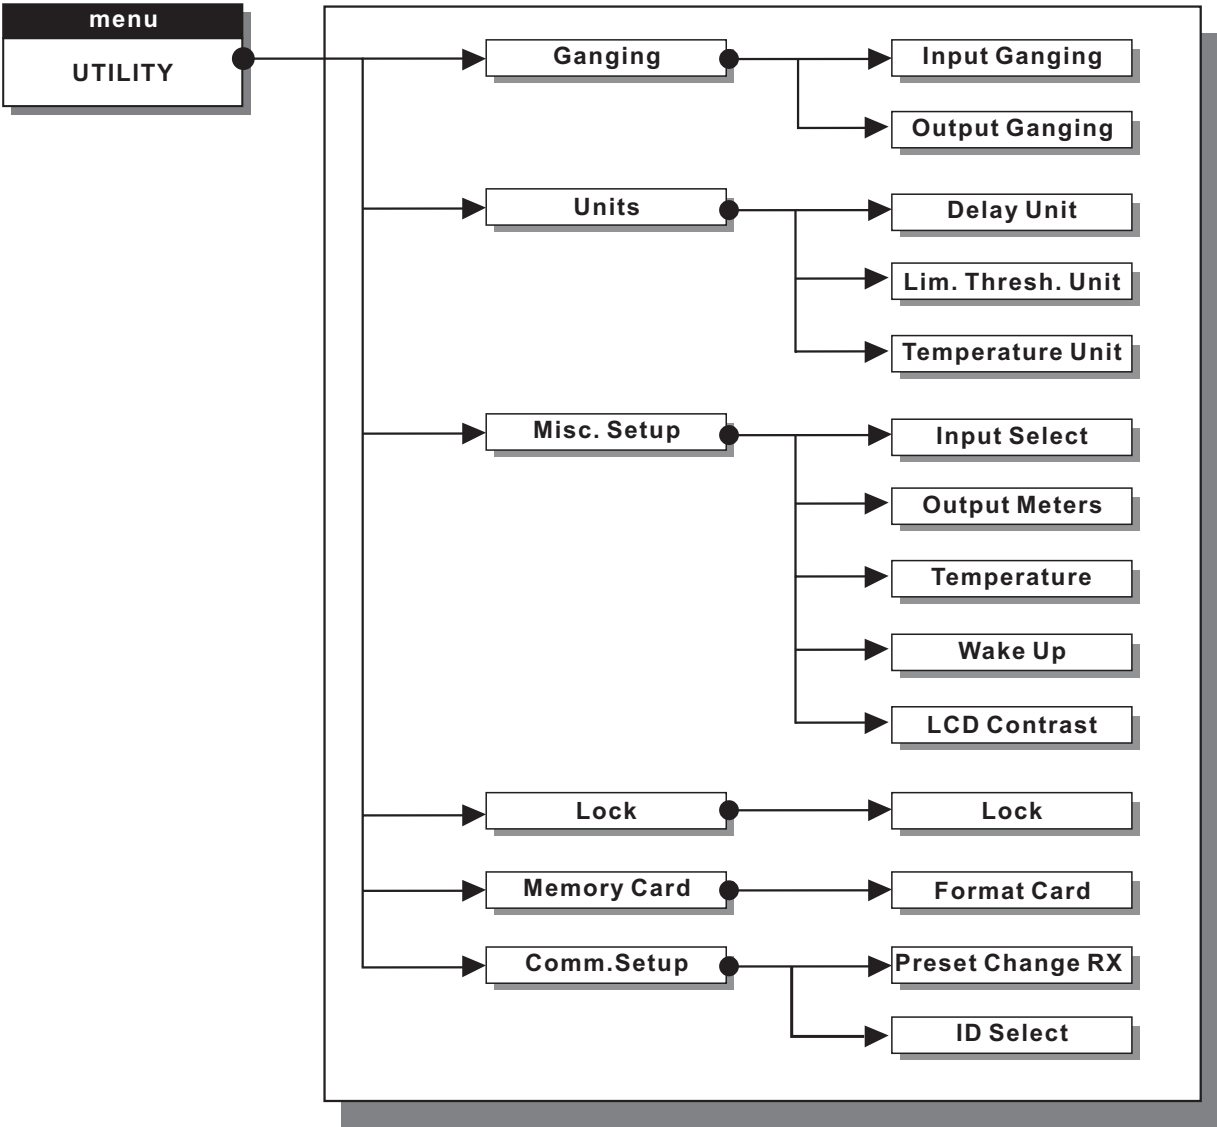 menu
UTILITY
Ganging
Input Ganging
Output Ganging
Units
Delay Unit
Lim. Thresh. Unit
Temperature Unit
Misc. Setup
Input Select
Output Meters
Temperature
Wake Up
LCD Contrast
Lock
Lock
Memory Card
Format Card
Comm.Setup
Preset Change RX
ID Select